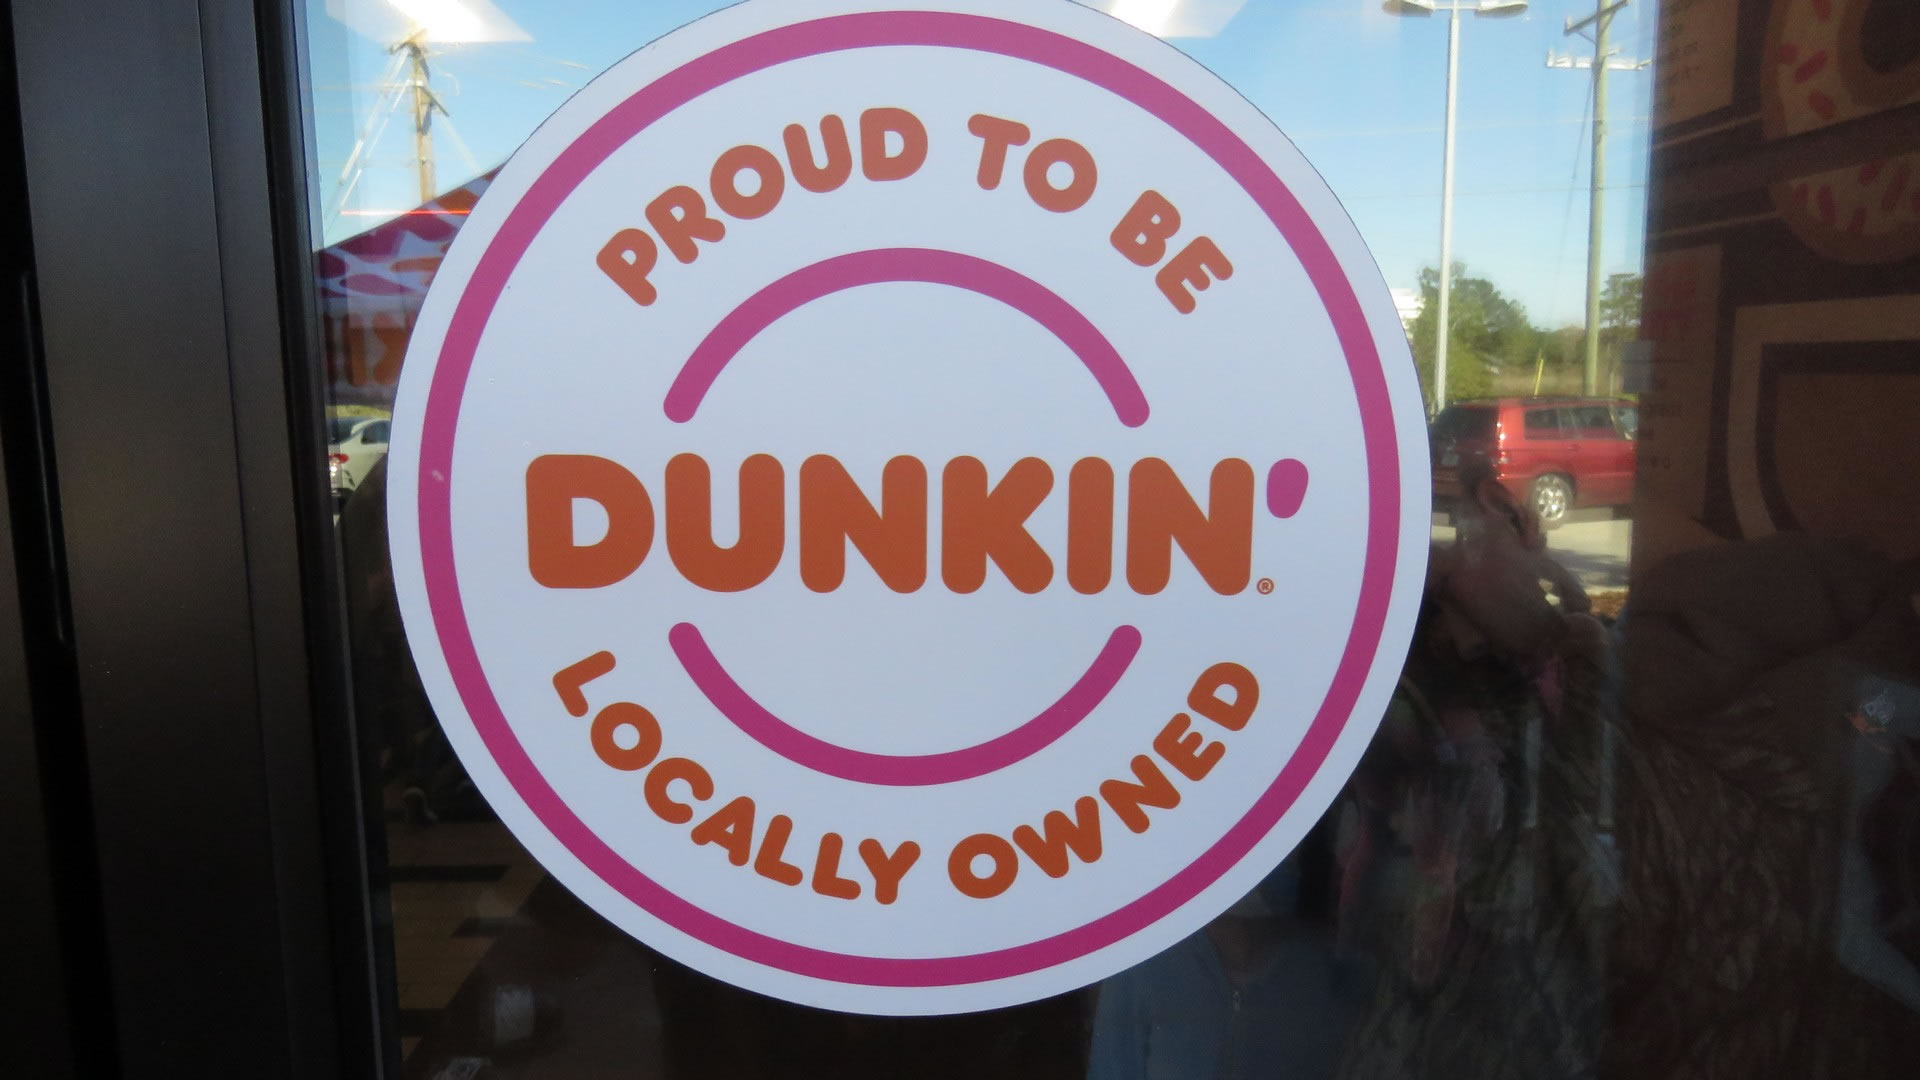 PROUD TO BE
DUNKIN'®
LOCALLY OWNED